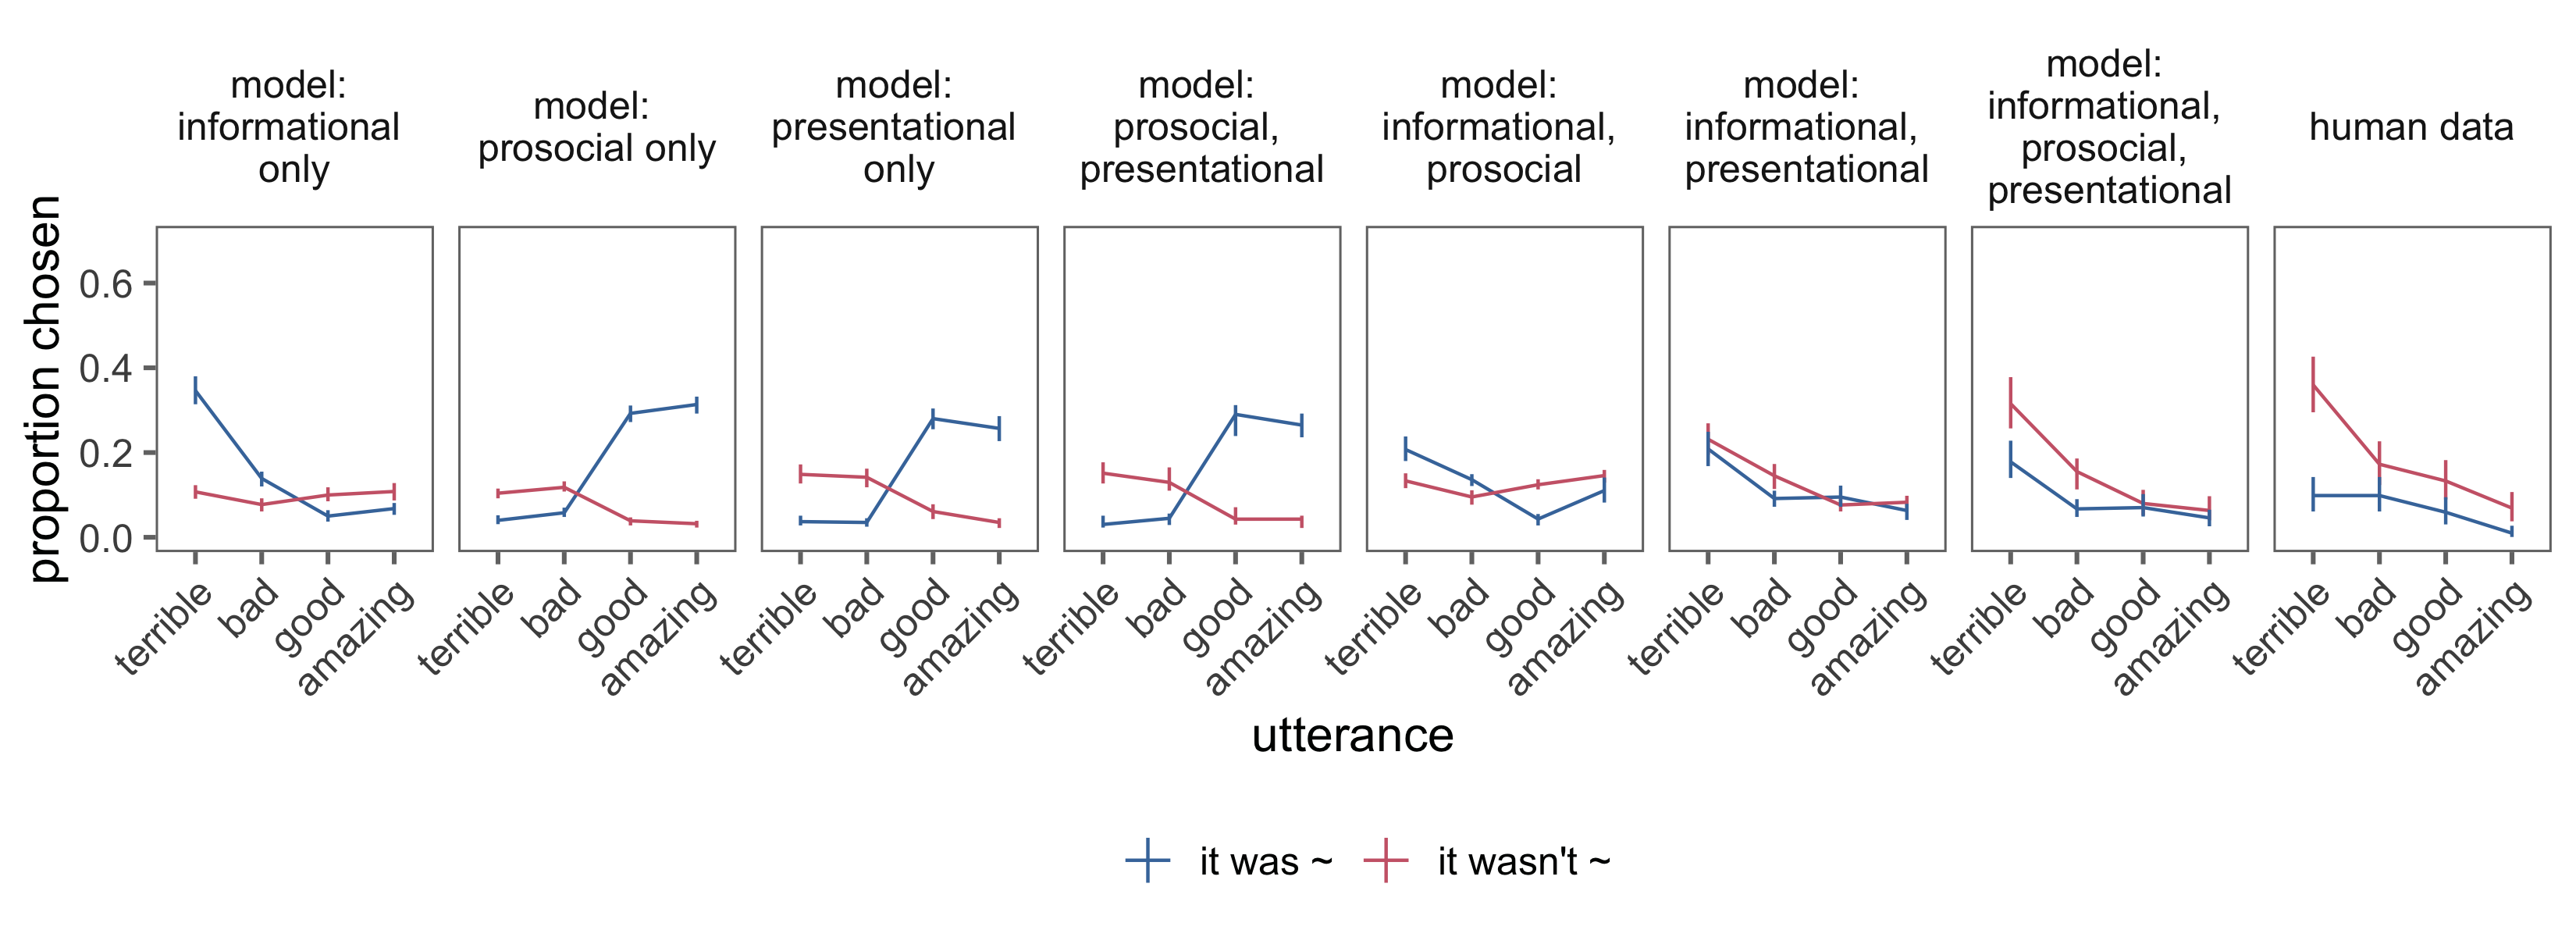 model:
informational
only
model:
prosocial only
model:
presentational
only
model:
prosocial,
presentational
model:
informational,
prosocial
model:
informational,
presentational
model:
informational,
prosocial,
presentational
human data
proportion chosen
0.6
0.4
0.2
0.0
terrible
bad
good
amazing
terrible
bad
good
amazing
terrible
bad
good
amazing
terrible
bad
good
amazing
terrible
bad
good
amazing
terrible
bad
good
amazing
terrible
bad
good
amazing
terrible
bad
good
amazing
utterance
it was ~
it wasn't ~